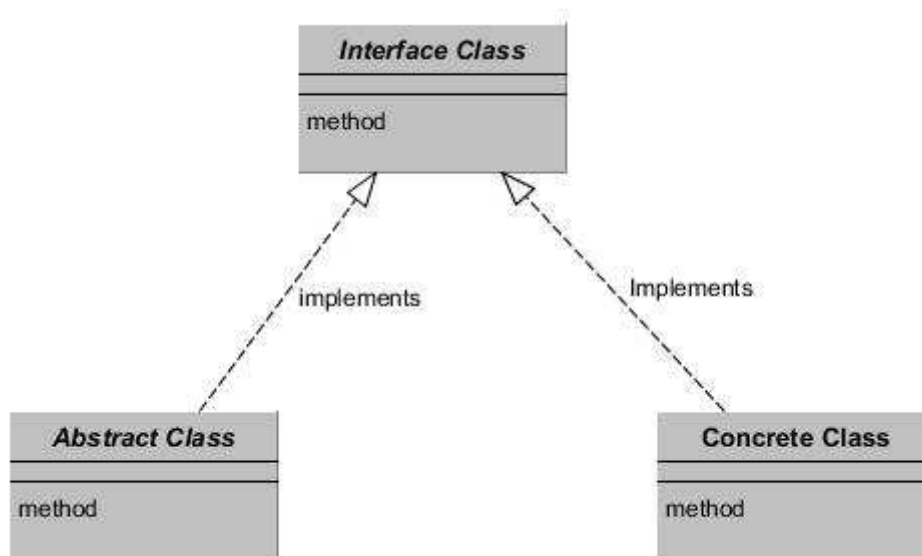 Interface Class
method
implements
Implements
Abstract Class
method
Concrete Class
method